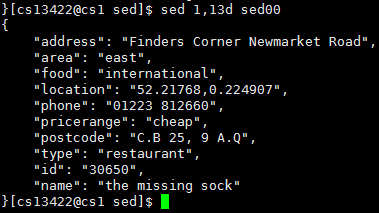 }[cs13422@cs1 sed]$ sed 1,13d sed00
{
    "address": "Finders Corner Newmarket Road",
    "area": "east",
    "food": "international",
    "location": "52.21768,0.224907",
    "phone": "01223 812660",
    "pricerange": "cheap",
    "postcode": "C.B 25, 9 A.Q",
    "type": "restaurant",
    "id": "30650",
    "name": "the missing sock"
}[cs13422@cs1 sed]$